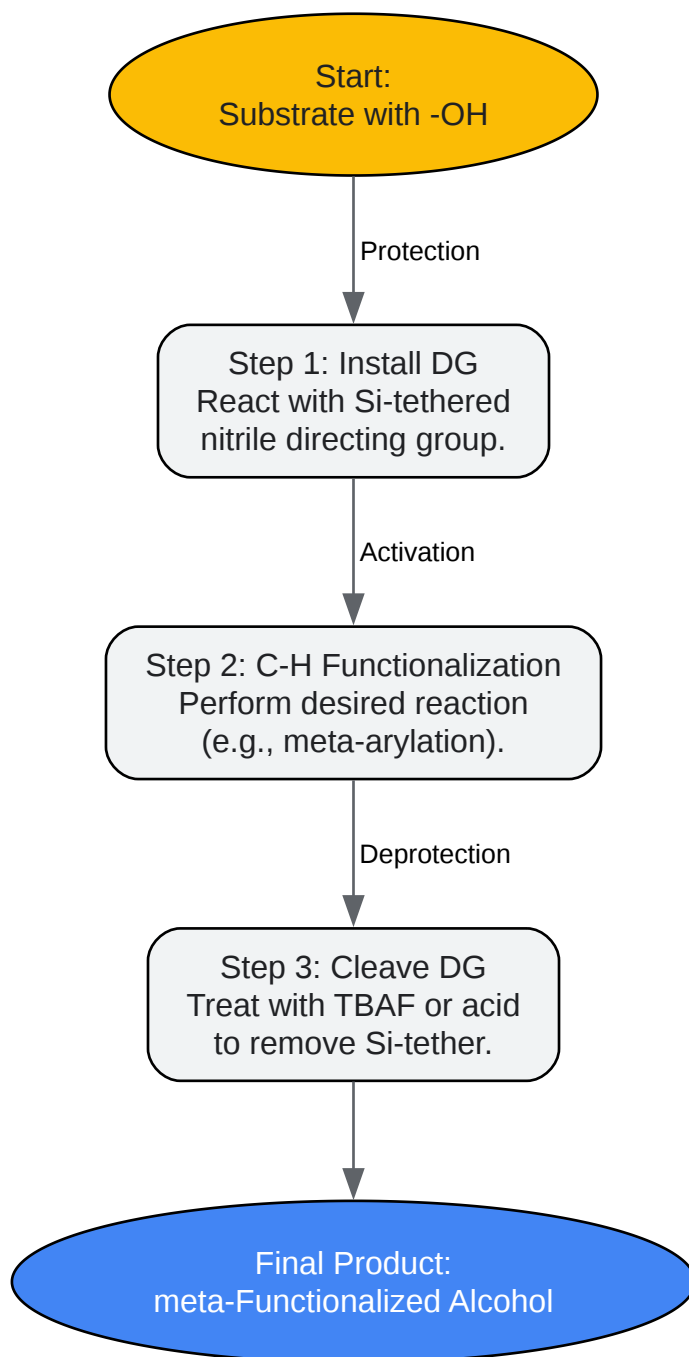 Start:
Substrate with -OH
Protection
Step 1: Install DG
React with Si-tethered
nitrile directing group.
Activation
Step 2: C-H Functionalization
Perform desired reaction
(e.g., meta-arylation).
Deprotection
Step 3: Cleave DG
Treat with TBAF or acid
to remove Si-tether.
Final Product:
meta-Functionalized Alcohol